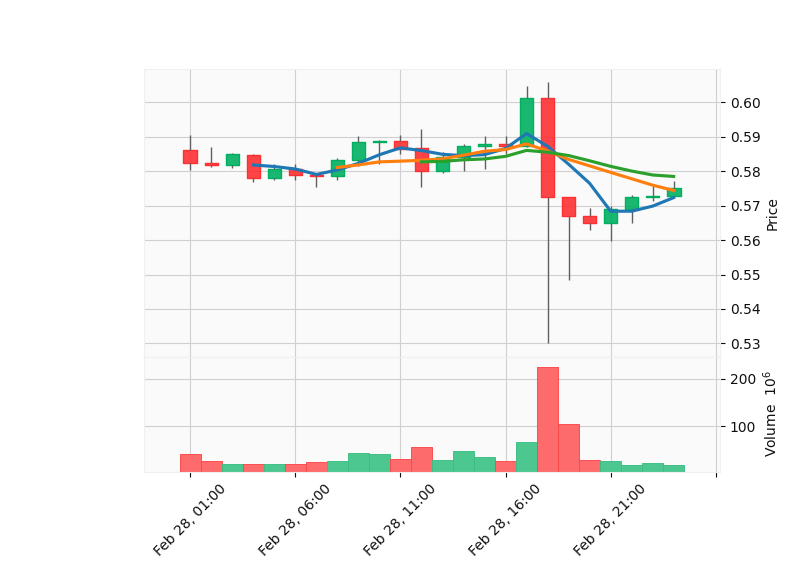 0.60
0.59
0.58
0.57
0.56
0.55
0.54
0.53
Price
200
100
Volume 10^6
Feb 28, 01:00
Feb 28, 06:00
Feb 28, 11:00
Feb 28, 16:00
Feb 28, 21:00